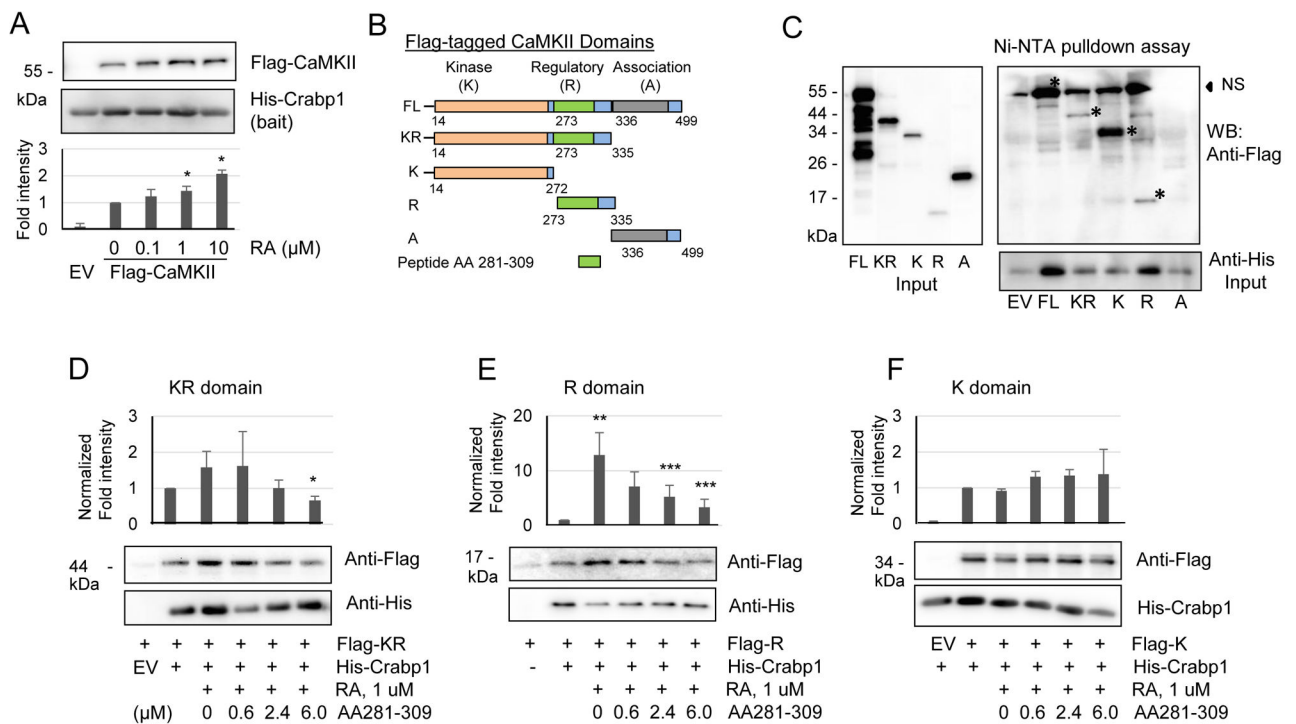 A
Flag-CaMKII
55 -
kDa
His-Crabp1
(bait)
Fold intensity
3
2
1
0
*
*
0 0.1 1 10 RA (µM)
EV Flag-CaMKII
B
Flag-tagged CaMKII Domains
Kinase Regulatory Association
(K) (R) (A)
FL
14 273 336 499
KR
14 273 335
K
14 272
R
273 335
A
336 499
Peptide AA 281-309
C
Ni-NTA pulldown assay
55 -
44 -
34 -
26 -
17 -
kDa
FL KR K R A
Input
*
*
*
*
NS
WB:
Anti-Flag
Anti-His
Input
EV FL KR K R A
D
KR domain
Normalized
Fold intensity
3
2
1
0
*
44 -
kDa
Anti-Flag
Anti-His
+ + + + + + Flag-KR
EV + + + + + His-Crabp1
+ + + + RA, 1 uM
(µM) 0 0.6 2.4 6.0 AA281-309
E
R domain
Normalized
Fold intensity
20
10
0
**
***
***
17 -
kDa
Anti-Flag
Anti-His
+ + + + + + Flag-R
- + + + + + His-Crabp1
+ + + + RA, 1 uM
0 0.6 2.4 6.0 AA281-309
F
K domain
Normalized
Fold intensity
3
2
1
0
34 -
kDa
Anti-Flag
His-Crabp1
EV + + + + + Flag-K
+ + + + + + His-Crabp1
+ + + + RA, 1 uM
0 0.6 2.4 6.0 AA281-309